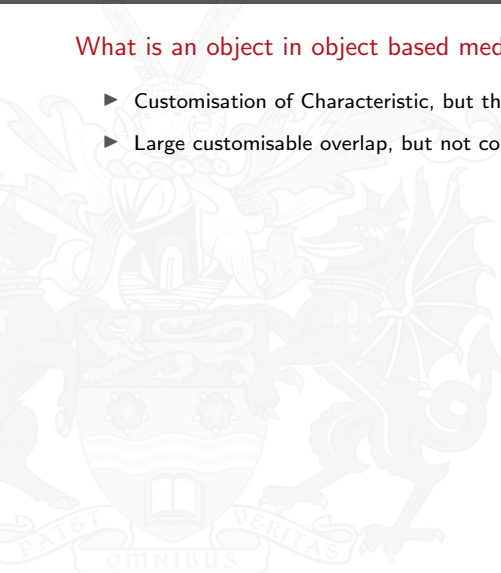 What is an object in object based med
Customisation of Characteristic, but th
Large customisable overlap, but not co
PATET
OMNIBUS
VERITAS